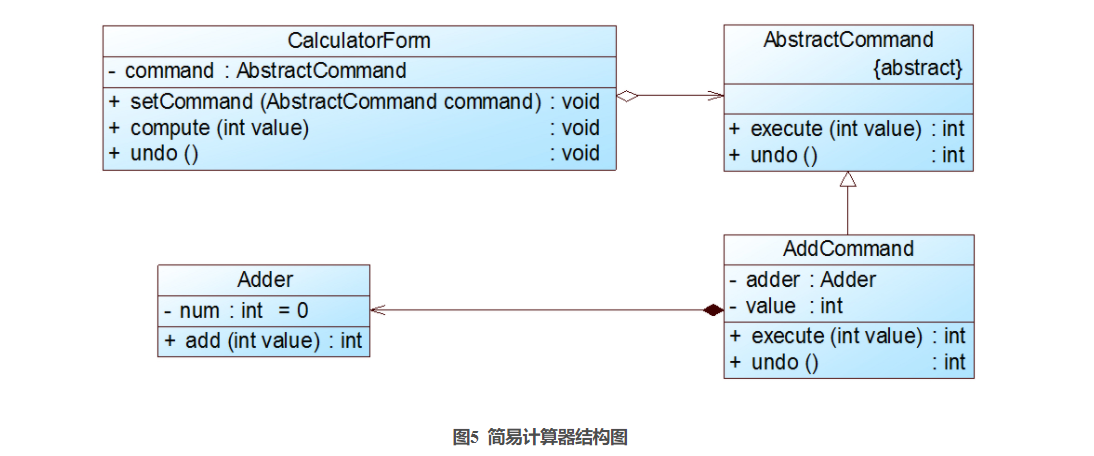 CalculatorForm
- command : AbstractCommand
+ setCommand (AbstractCommand command) : void
+ compute (int value) : void
+ undo () : void
AbstractCommand
{abstract}
+ execute (int value) : int
+ undo () : int
Adder
- num : int = 0
+ add (int value) : int
AddCommand
- adder : Adder
- value : int
+ execute (int value) : int
+ undo () : int
图5 简易计算器结构图